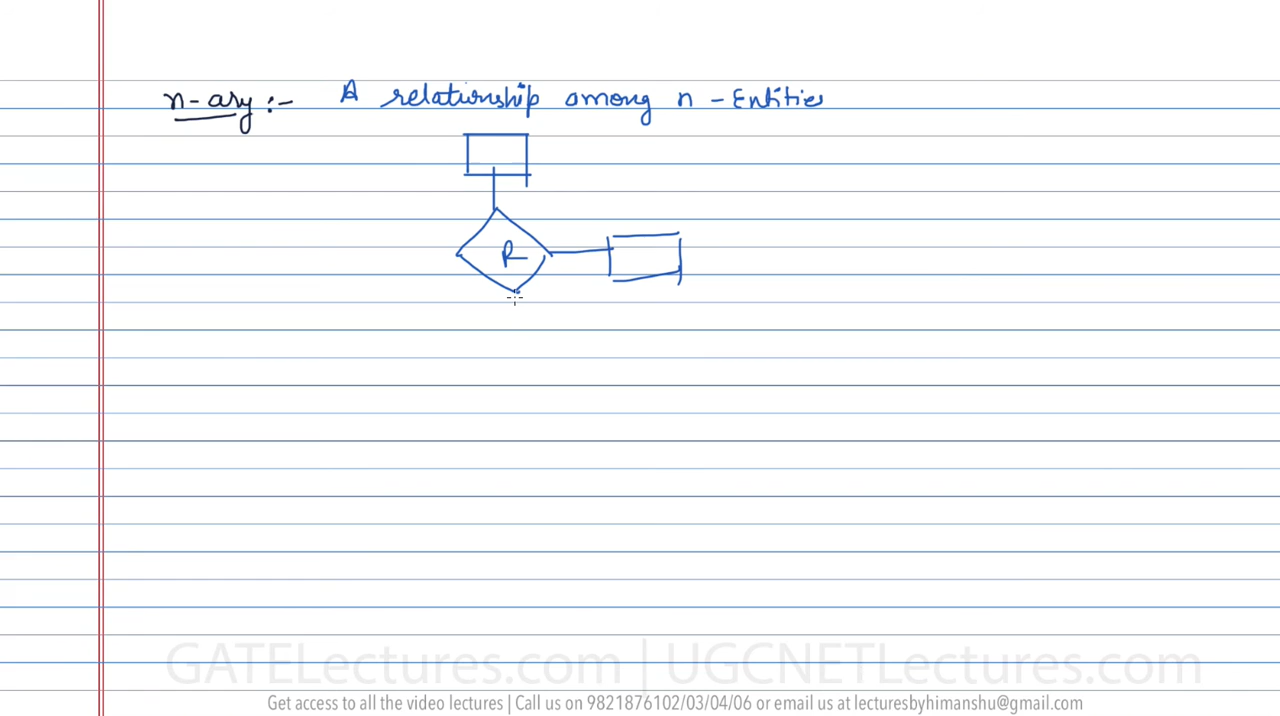 n-ary :- A relationship among n - Entities
R
GATELectures.com | UGCNETLectures.com
Get access to all the video lectures | Call us on 9821876102/03/04/06 or email us at lecturesbyhimanshu@gmail.com